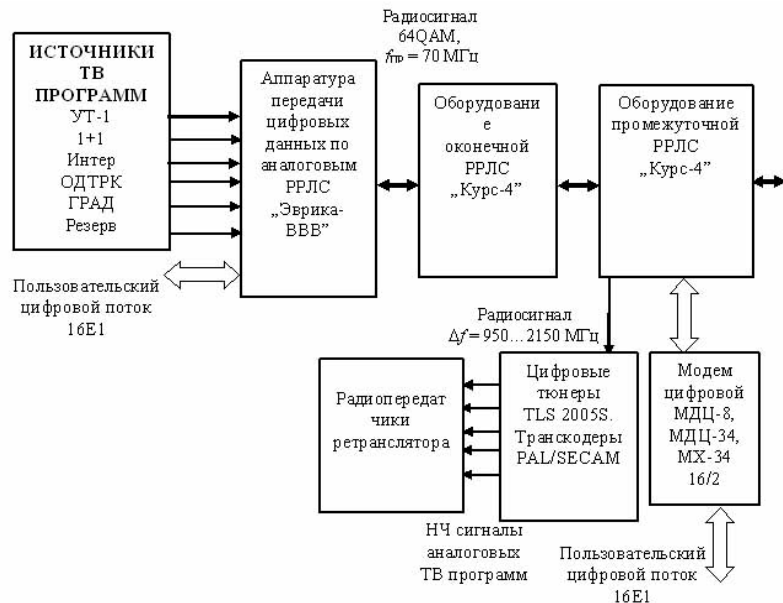 Радиосигнал
64QAM,
fпр = 70 МГц
ИСТОЧНИКИ
ТВ
ПРОГРАММ
УТ-1
1+1
Интер
ОДТРК
ГРАД
Резерв
Аппаратура
передачи
цифровых
данных по
аналоговым
РРЛС
„Эврика-
ВВВ”
Оборудовани
е
оконечной
РРЛС
„Курс-4”
Оборудование
промежуточной
РРЛС
„Курс-4”
Пользовательский
цифровой поток
16Е1
Радиосигнал
Δf = 950…2150 МГц
Радиопередат
чики
ретранслятора
Цифровые
тюнеры
TLS 2005S.
Транскодеры
PAL/SECAM
Модем
цифровой
МДЦ-8,
МДЦ-34,
МХ-34
16/2
НЧ сигналы
аналоговых
ТВ программ
Пользовательский
цифровой поток
16Е1